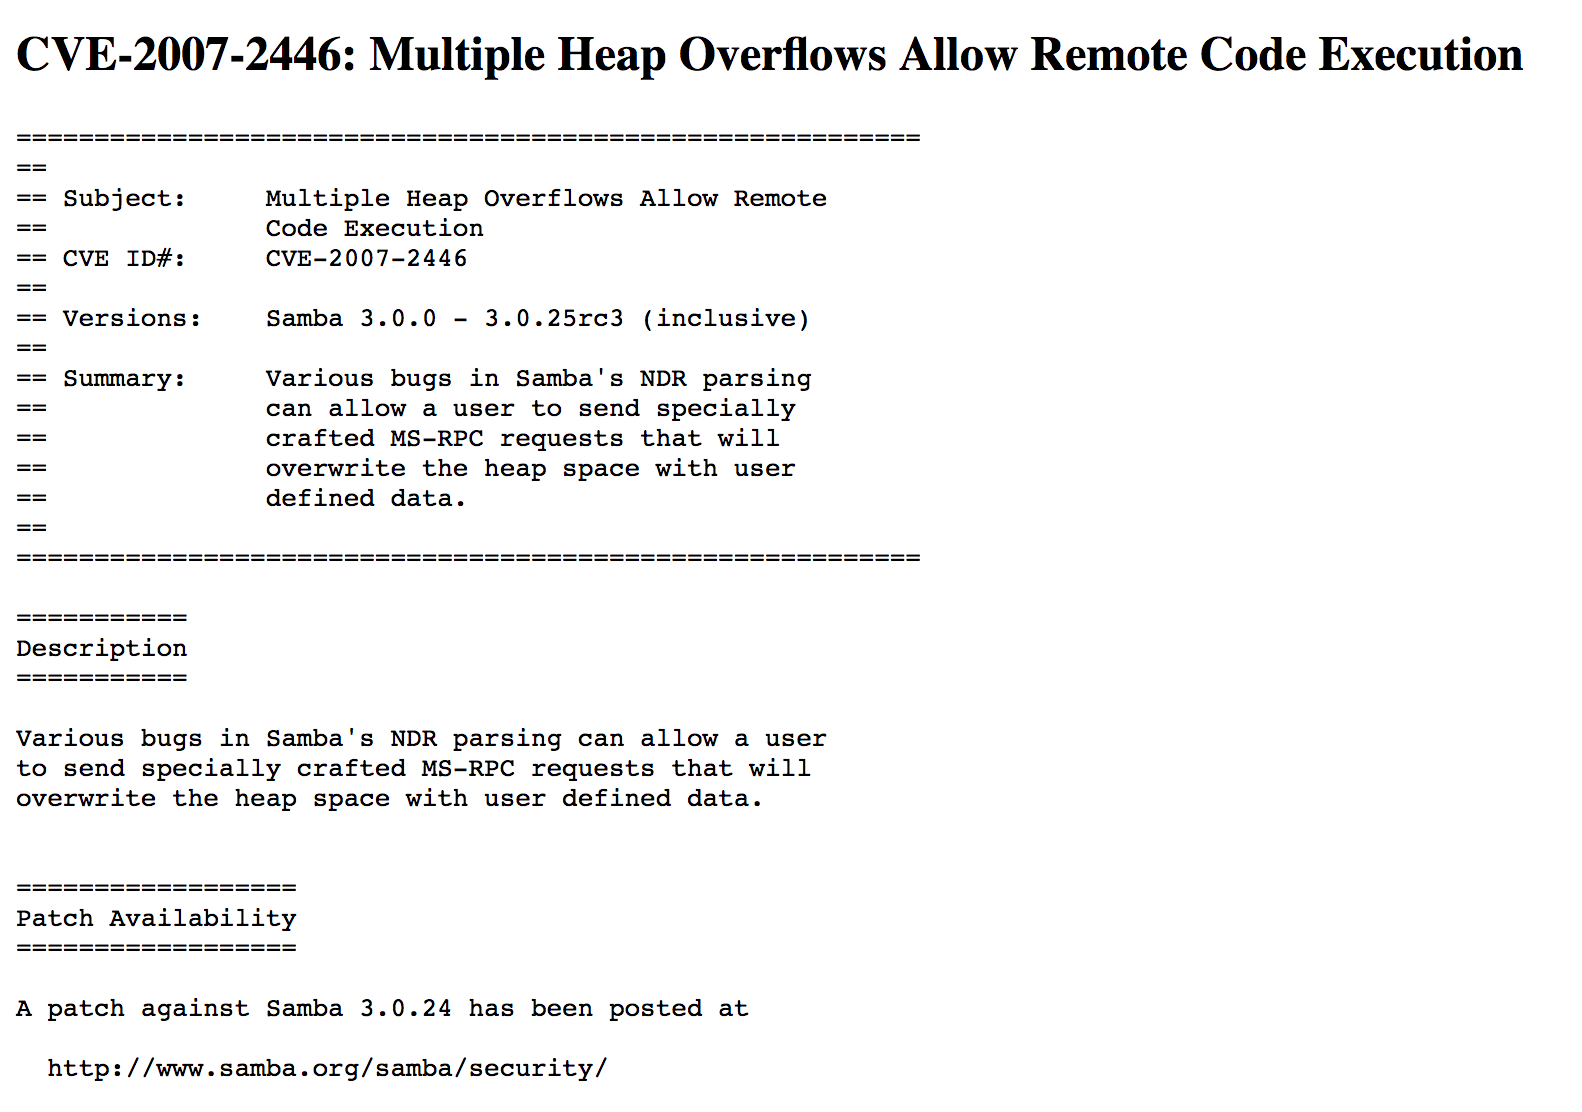 CVE-2007-2446: Multiple Heap Overflows Allow Remote Code Execution
==========================================================
==
== Subject:     Multiple Heap Overflows Allow Remote
==              Code Execution
== CVE ID#:     CVE-2007-2446
==
== Versions:    Samba 3.0.0 - 3.0.25rc3 (inclusive)
==
== Summary:     Various bugs in Samba's NDR parsing
==              can allow a user to send specially
==              crafted MS-RPC requests that will
==              overwrite the heap space with user
==              defined data.
==
==========================================================
===========
Description
===========
Various bugs in Samba's NDR parsing can allow a user
to send specially crafted MS-RPC requests that will
overwrite the heap space with user defined data.
==================
Patch Availability
==================
A patch against Samba 3.0.24 has been posted at
  http://www.samba.org/samba/security/